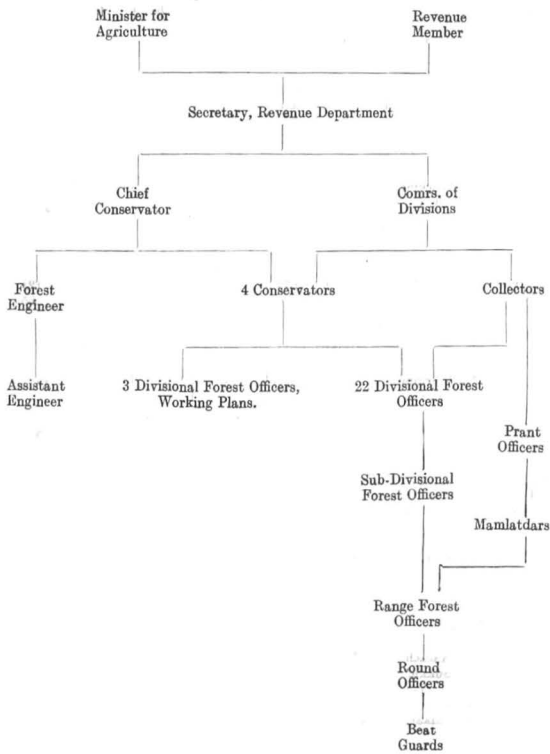 Minister for
Agriculture
Revenue
Member
Secretary, Revenue Department
Chief
Conservator
Comrs. of
Divisions
Forest
Engineer
4 Conservators
Collectors
Assistant
Engineer
3 Divisional Forest Officers,
Working Plans.
22 Divisional Forest
Officers
Prant
Officers
Sub-Divisional
Forest Officers
Mamlatdars
Range Forest
Officers
Round
Officers
Beat
Guards